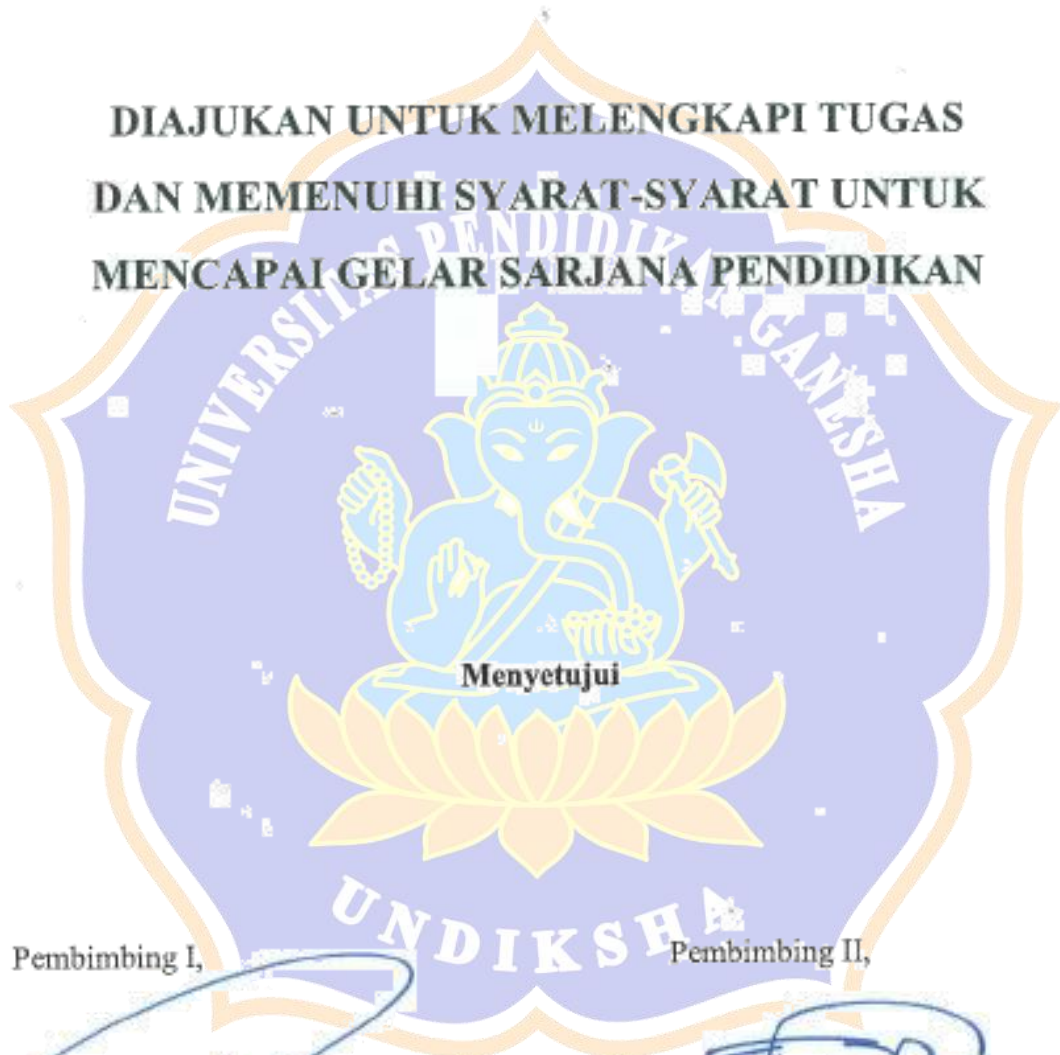 DIAJUKAN UNTUK MELENGKAPI TUGAS
DAN MEMENUHI SYARAT-SYARAT UNTUK
MENCAPAI GELAR SARJANA PENDIDIKAN
UNIVERSITAS PENDIDIKAN GANESHA
Menyetujui
UNDIKSHA
Pembimbing I,
Pembimbing II,